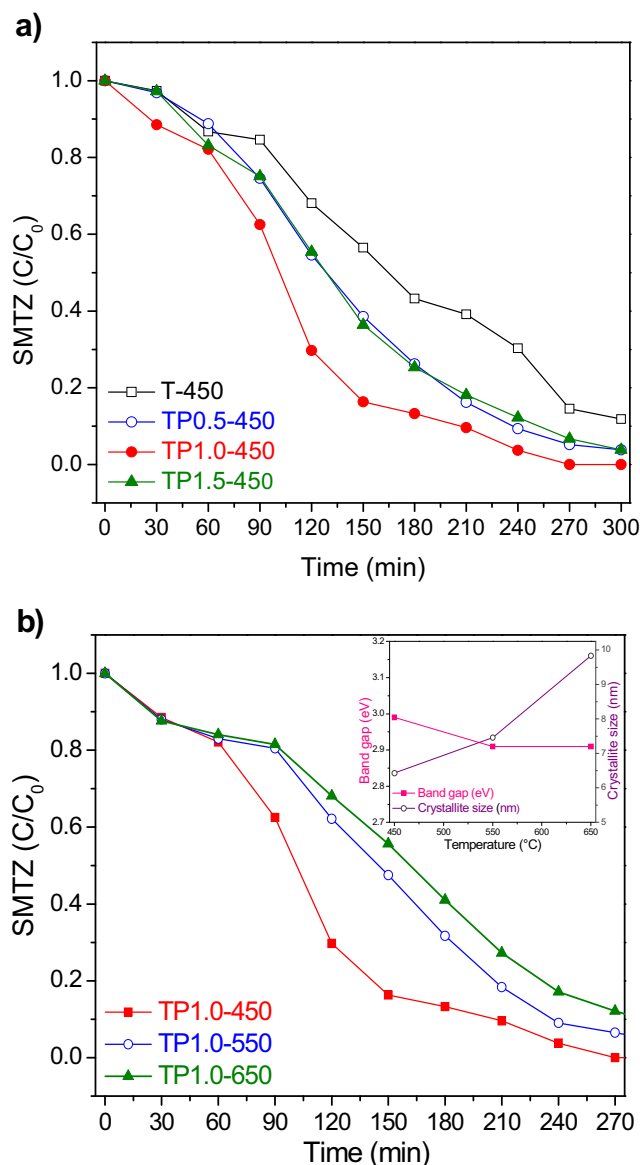 a)
1.0
0.8
0.6
0.4
0.2
0.0
SMTZ (C/C0)
T-450
TP0.5-450
TP1.0-450
TP1.5-450
0 30 60 90 120 150 180 210 240 270 300
Time (min)
b)
1.0
0.8
0.6
0.4
0.2
0.0
SMTZ (C/C0)
3.2
3.1
3.0
2.9
2.8
2.7
Band gap (eV)
10
9
8
7
6
5
Crystallite size (nm)
Band gap (eV)
Crystallite size (nm)
450 500 550 600 650
Temperature (°C)
TP1.0-450
TP1.0-550
TP1.0-650
0 30 60 90 120 150 180 210 240 270
Time (min)